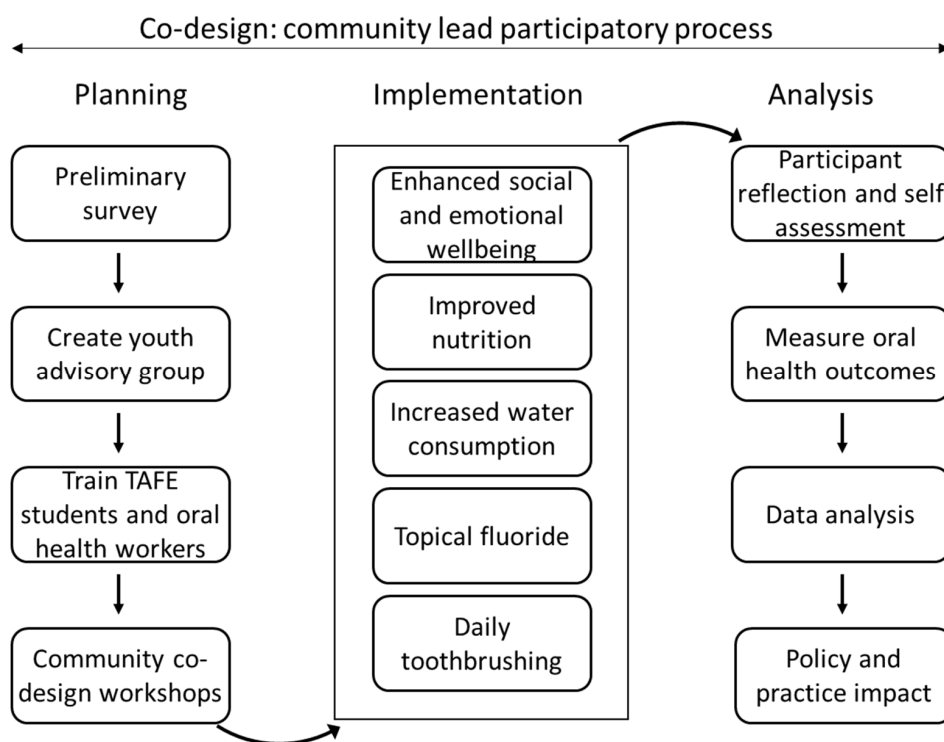 Co-design: community lead participatory process
Planning
Preliminary
survey
Create youth
advisory group
Train TAFE
students and oral
health workers
Community co-
design workshops
Implementation
Enhanced social
and emotional
wellbeing
Improved
nutrition
Increased water
consumption
Topical fluoride
Daily
toothbrushing
Analysis
Participant
reflection and self
assessment
Measure oral
health outcomes
Data analysis
Policy and
practice impact